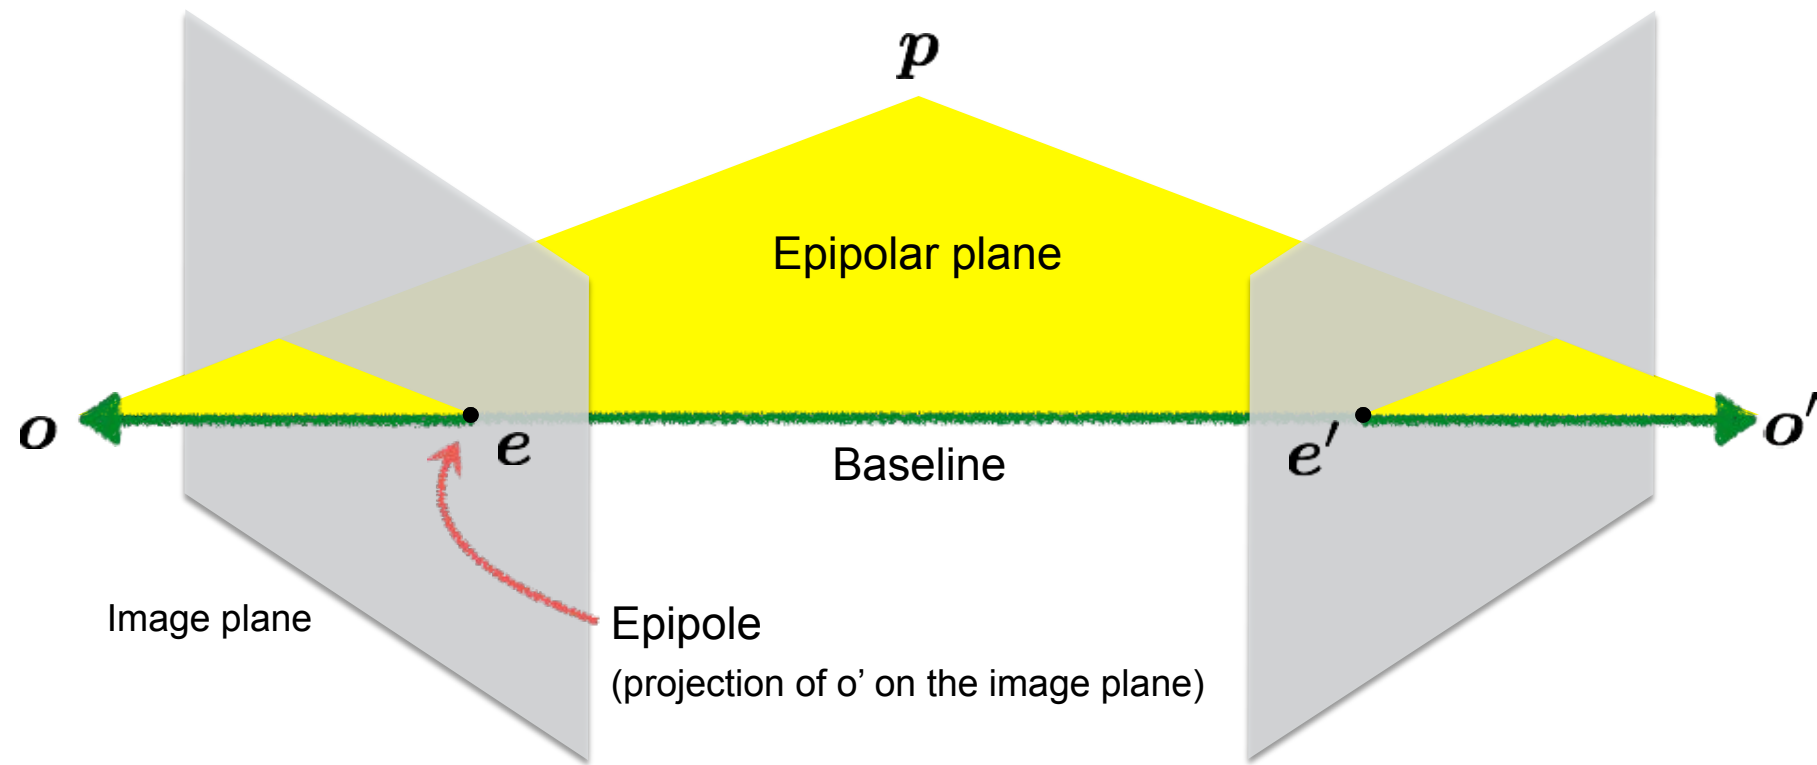 p
Epipolar plane
o
e
Baseline
e′
o′
Image plane
Epipole
(projection of o’ on the image plane)